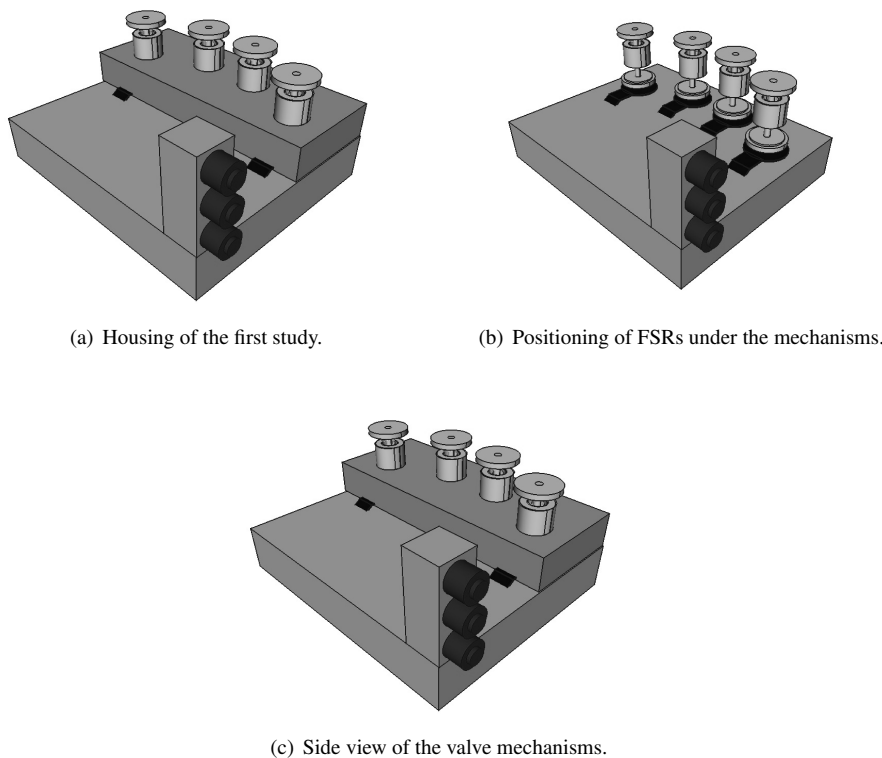 (a) Housing of the first study.
(b) Positioning of FSRs under the mechanisms.
(c) Side view of the valve mechanisms.